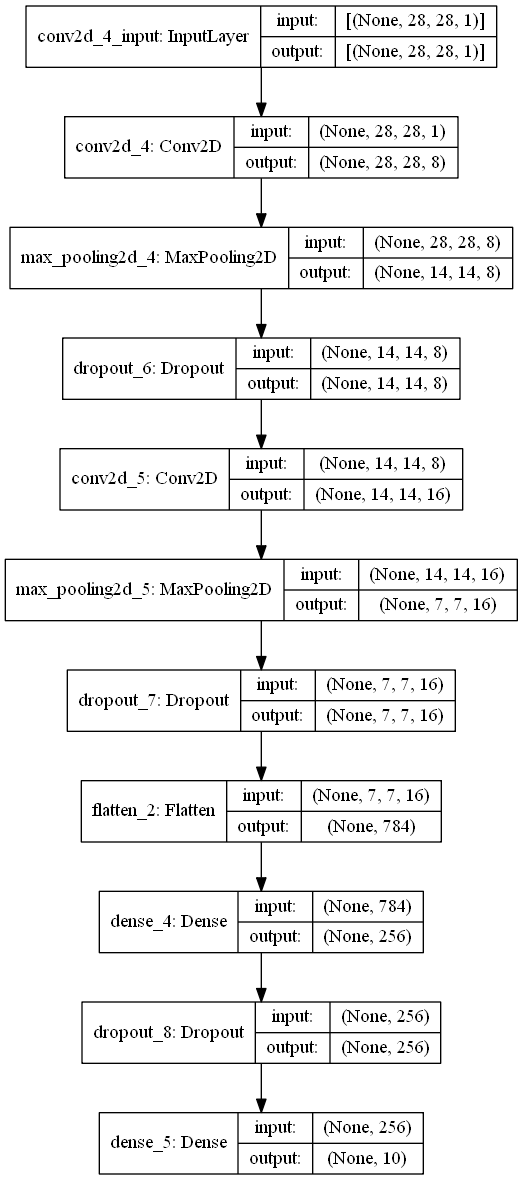 conv2d_4_input: InputLayer
input: [(None, 28, 28, 1)]
output: [(None, 28, 28, 1)]
conv2d_4: Conv2D
input: (None, 28, 28, 1)
output: (None, 28, 28, 8)
max_pooling2d_4: MaxPooling2D
input: (None, 28, 28, 8)
output: (None, 14, 14, 8)
dropout_6: Dropout
input: (None, 14, 14, 8)
output: (None, 14, 14, 8)
conv2d_5: Conv2D
input: (None, 14, 14, 8)
output: (None, 14, 14, 16)
max_pooling2d_5: MaxPooling2D
input: (None, 14, 14, 16)
output: (None, 7, 7, 16)
dropout_7: Dropout
input: (None, 7, 7, 16)
output: (None, 7, 7, 16)
flatten_2: Flatten
input: (None, 7, 7, 16)
output: (None, 784)
dense_4: Dense
input: (None, 784)
output: (None, 256)
dropout_8: Dropout
input: (None, 256)
output: (None, 256)
dense_5: Dense
input: (None, 256)
output: (None, 10)